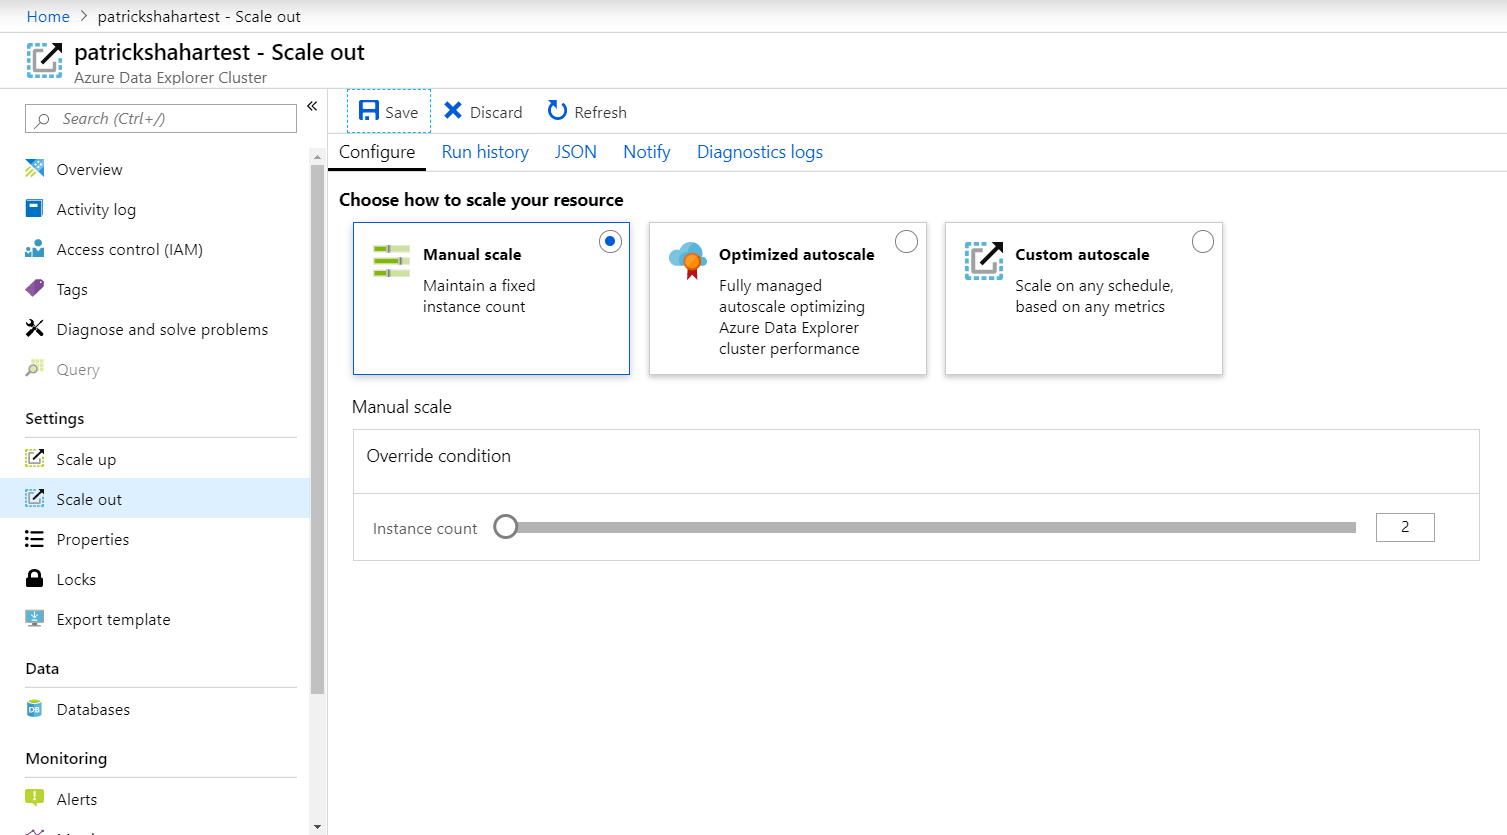 Home > patrickshahartest - Scale out
patrickshahartest - Scale out
Azure Data Explorer Cluster
Search (Ctrl+/)
«
Overview
Activity log
Access control (IAM)
Tags
Diagnose and solve problems
Query
Settings
Scale up
Scale out
Properties
Locks
Export template
Data
DB
Databases
Monitoring
Alerts
Save Discard Refresh
Configure Run history JSON Notify Diagnostics logs
Choose how to scale your resource
Manual scale
Maintain a fixed
instance count
Optimized autoscale
Fully managed
autoscale optimizing
Azure Data Explorer
cluster performance
Custom autoscale
Scale on any schedule,
based on any metrics
Manual scale
Override condition
Instance count 2